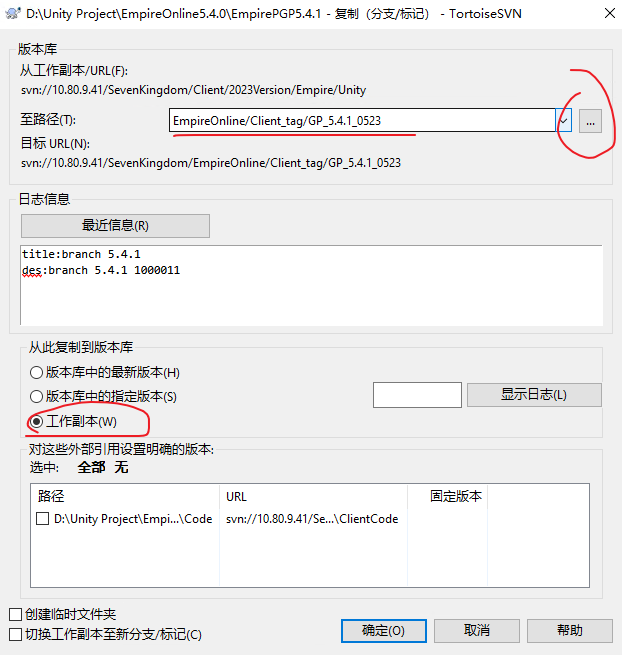 D:\Unity Project\EmpireOnline5.4.0\EmpirePGP5.4.1 - 复制（分支/标记） - TortoiseSVN
版本库
从工作副本/URL(F):
svn://10.80.9.41/SevenKingdom/Client/2023Version/Empire/Unity
至路径(T):
EmpireOnline/Client_tag/GP_5.4.1_0523
...
目标 URL(N):
svn://10.80.9.41/SevenKingdom/EmpireOnline/Client_tag/GP_5.4.1_0523
日志信息
最近信息(R)
title:branch 5.4.1
des:branch 5.4.1 1000011
从此复制到版本库
版本库中的最新版本(H)
版本库中的指定版本(S)
显示日志(L)
工作副本(W)
对这些外部引用设置明确的版本:
选中: 全部 无
路径 URL 固定版本
D:\Unity Project\Empi...\Code svn://10.80.9.41/Se...\ClientCode
创建临时文件夹
切换工作副本至新分支/标记(C)
确定(O) 取消 帮助